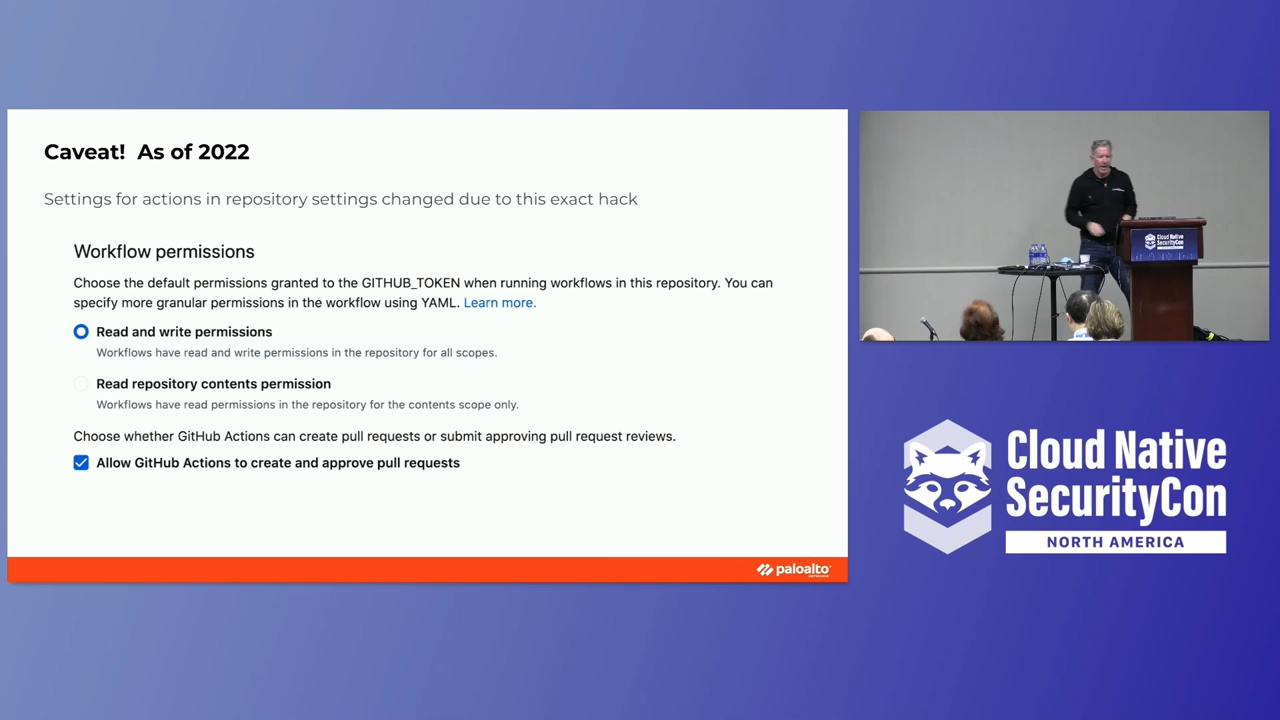 Caveat! As of 2022
Settings for actions in repository settings changed due to this exact hack
Workflow permissions
Choose the default permissions granted to the GITHUB_TOKEN when running workflows in this repository. You can
specify more granular permissions in the workflow using YAML. Learn more.
Read and write permissions
Workflows have read and write permissions in the repository for all scopes.
Read repository contents permission
Workflows have read permissions in the repository for the contents scope only.
Choose whether GitHub Actions can create pull requests or submit approving pull request reviews.
Allow GitHub Actions to create and approve pull requests
paloalto
NETWORKS
Cloud Native
SecurityCon
Cloud Native
SecurityCon
NORTH AMERICA